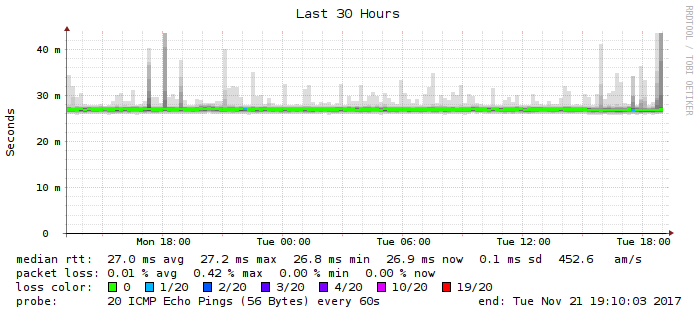 Last 30 Hours
RRDTOOL / TOBI OETIKER
Seconds
40 m
30 m
20 m
10 m
0
Mon 18:00 Tue 00:00 Tue 06:00 Tue 12:00 Tue 18:00
median rtt: 27.0 ms avg 27.2 ms max 26.8 ms min 26.9 ms now 0.1 ms sd 452.6 am/s
packet loss: 0.01 % avg 0.42 % max 0.00 % min 0.00 % now
loss color: 0 1/20 2/20 3/20 4/20 10/20 19/20
probe: 20 ICMP Echo Pings (56 Bytes) every 60s end: Tue Nov 21 19:10:03 2017